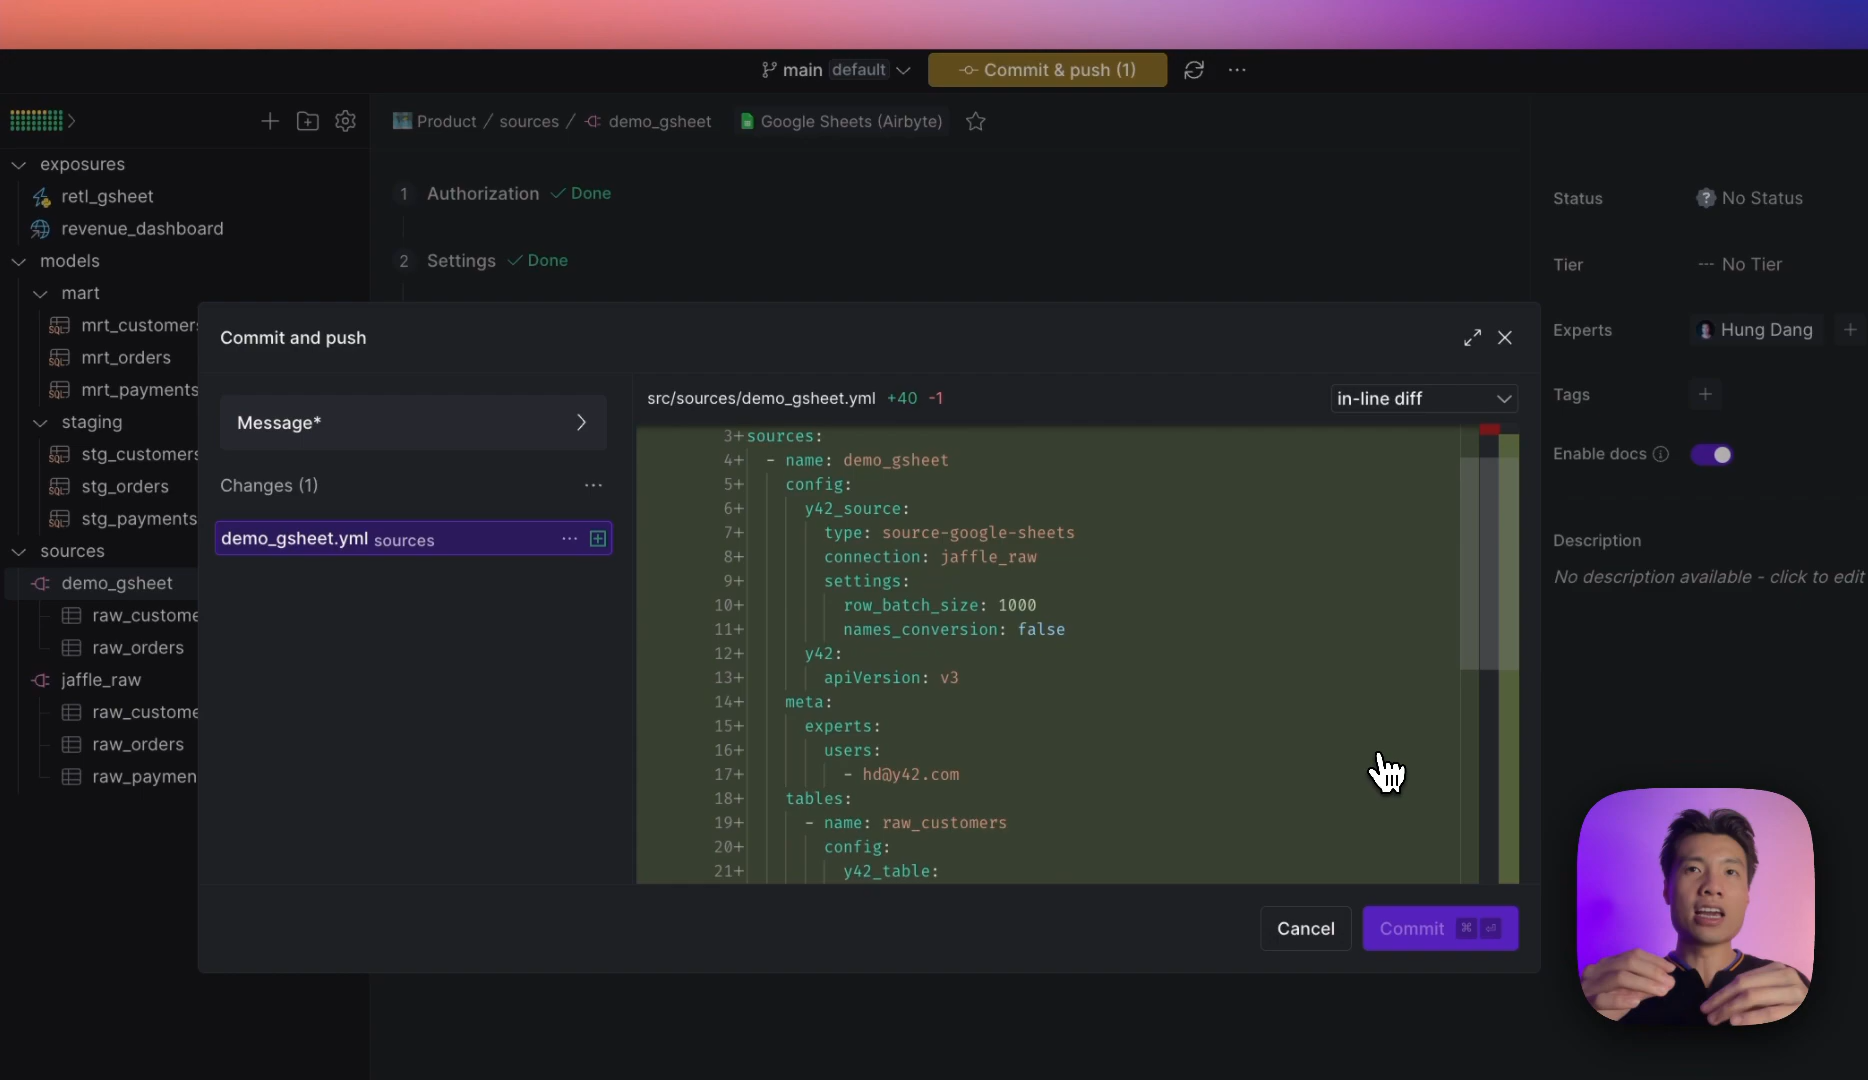 main default
Commit & push (1)
Product / sources / demo_gsheet
Google Sheets (Airbyte)
exposures
retl_gsheet
revenue_dashboard
models
mart
mrt_customers
mrt_orders
mrt_payments
staging
stg_customers
stg_orders
stg_payments
sources
demo_gsheet
raw_custome
raw_orders
jaffle_raw
raw_custome
raw_orders
raw_paymen
1 Authorization Done
2 Settings Done
Commit and push
Message*
Changes (1)
demo_gsheet.yml sources
src/sources/demo_gsheet.yml +40 -1
in-line diff
3+ sources:
4+ - name: demo_gsheet
5+ config:
6+ y42_source:
7+ type: source-google-sheets
8+ connection: jaffle_raw
9+ settings:
10+ row_batch_size: 1000
11+ names_conversion: false
12+ y42:
13+ apiVersion: v3
14+ meta:
15+ experts:
16+ users:
17+ - hd@y42.com
18+ tables:
19+ - name: raw_customers
20+ config:
21+ y42_table:
Cancel
Commit
Status ? No Status
Tier --- No Tier
Experts Hung Dang
Tags
Enable docs
Description
No description available - click to edit